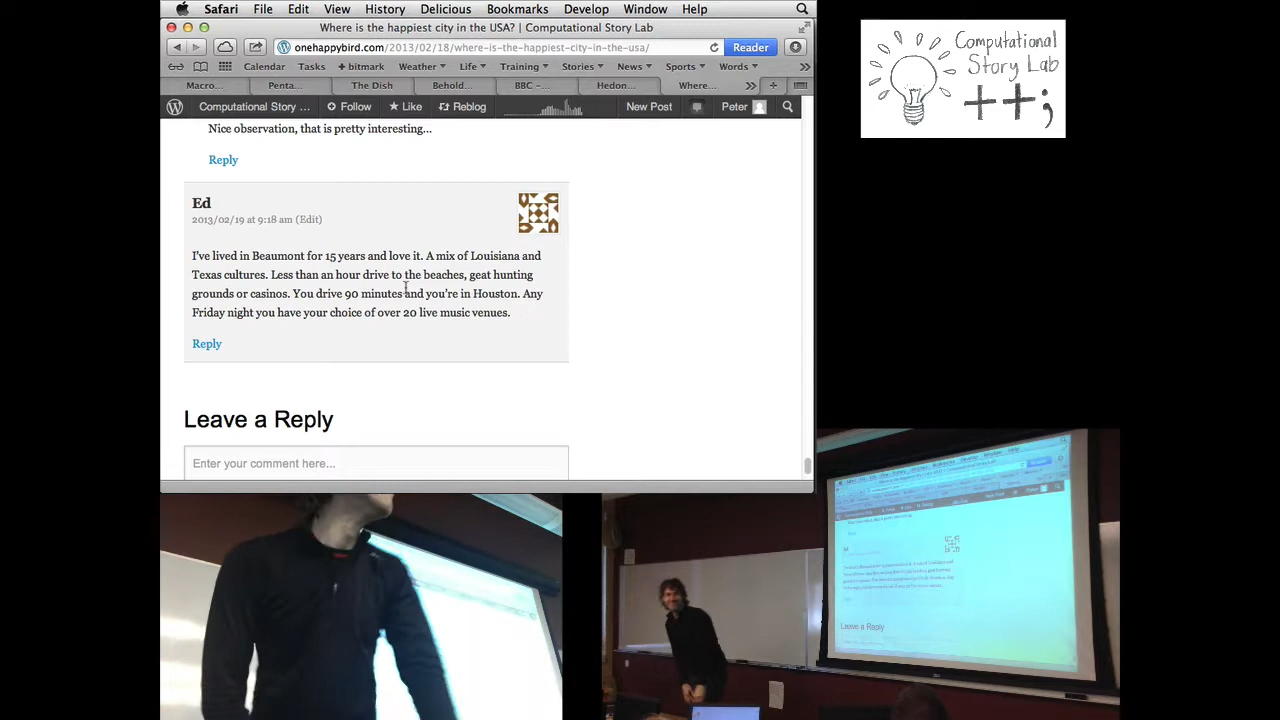 Safari File Edit View History Delicious Bookmarks Develop Window Help
Where is the happiest city in the USA? | Computational Story Lab
onehappybird.com/2013/02/18/where-is-the-happiest-city-in-the-usa/ Reader
Calendar Tasks + bitmark Weather Life Training Stories News Sports Words
Macro... Penta... The Dish Behold... BBC –... Hedon... Where...
Computational Story ... Follow Like Reblog New Post Peter
Nice observation, that is pretty interesting...
Reply
Ed
2013/02/19 at 9:18 am (Edit)
I've lived in Beaumont for 15 years and love it. A mix of Louisiana and
Texas cultures. Less than an hour drive to the beaches, geat hunting
grounds or casinos. You drive 90 minutes and you're in Houston. Any
Friday night you have your choice of over 20 live music venues.
Reply
Leave a Reply
Enter your comment here...
Computational
Story Lab
++;
Leave a Reply